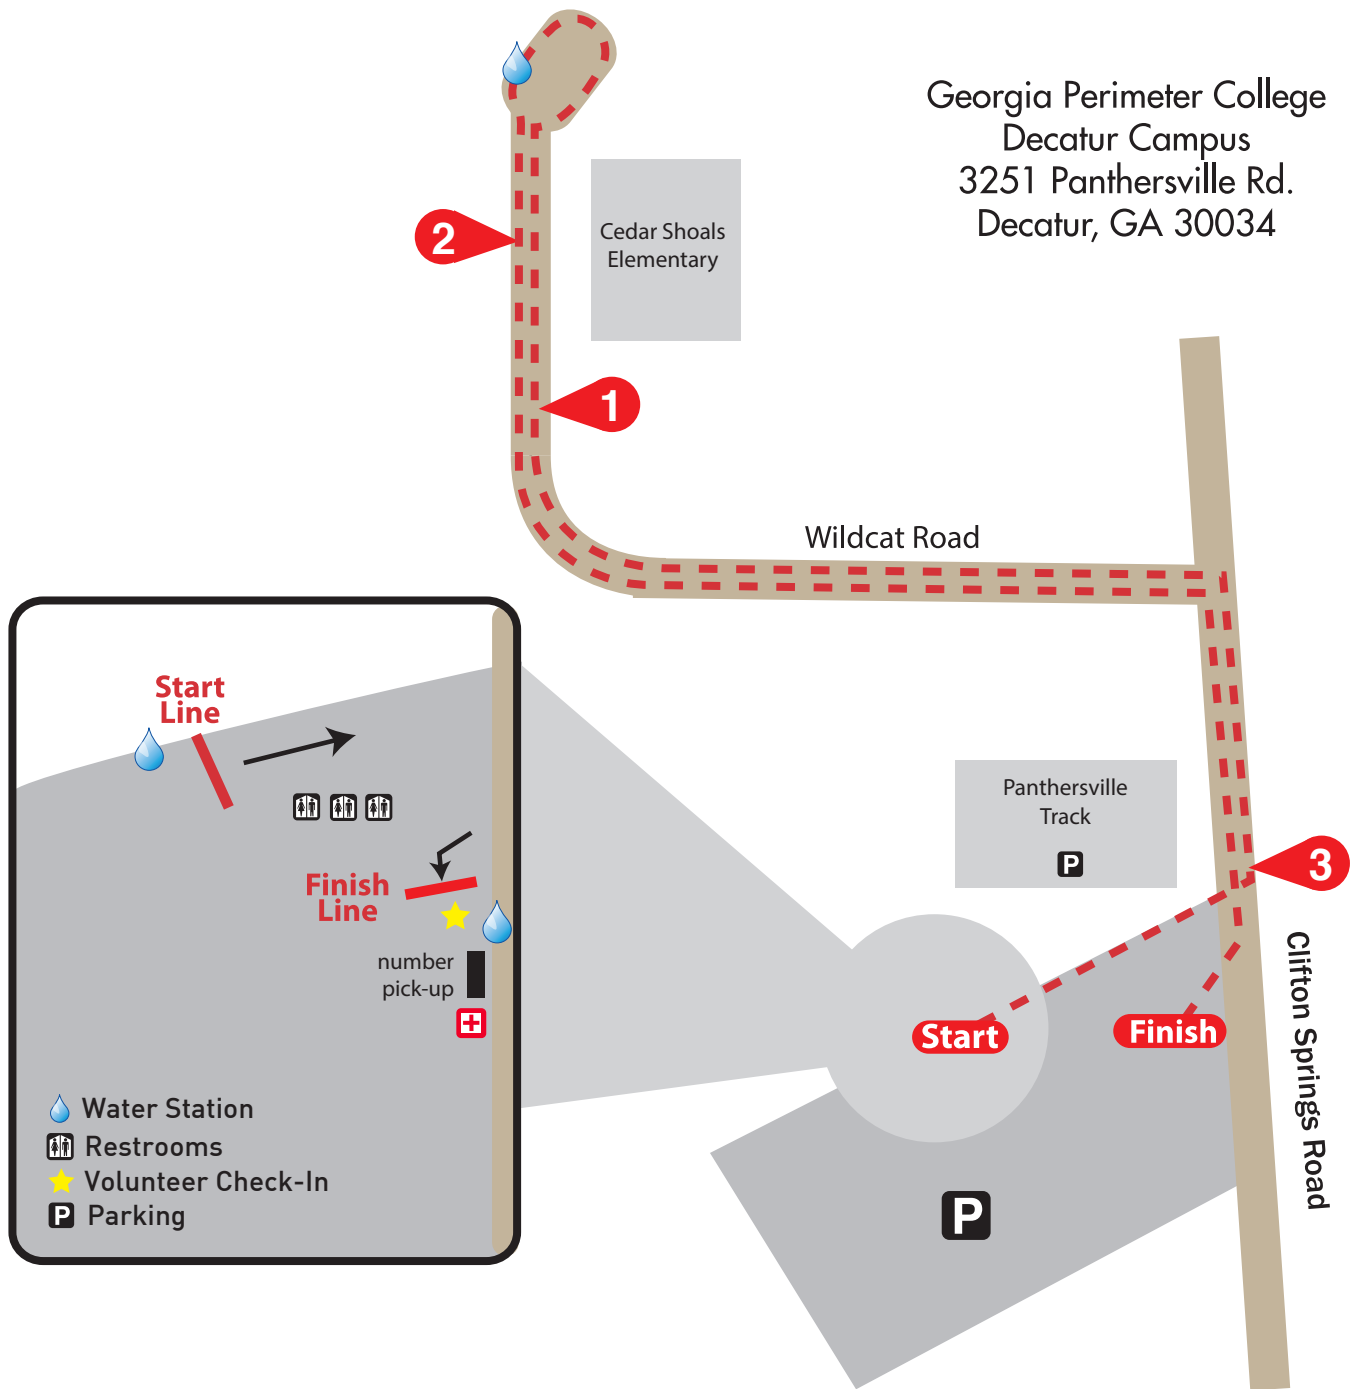 Georgia Perimeter College
Decatur Campus
3251 Panthersville Rd.
Decatur, GA 30034
2
Cedar Shoals
Elementary
1
Wildcat Road
Start
Line
Finish
Line
number
pick-up
Water Station
Restrooms
Volunteer Check-In
P Parking
Panthersville
Track
P
3
Start
Finish
Clifton Springs Road
P